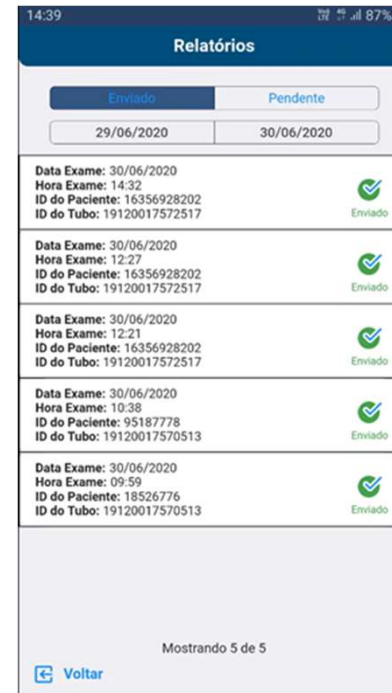 14:39
87%
Relatórios
Enviado Pendente
29/06/2020 30/06/2020
Data Exame: 30/06/2020
Hora Exame: 14:32
ID do Paciente: 16356928202
ID do Tubo: 19120017572517
Enviado
Data Exame: 30/06/2020
Hora Exame: 12:27
ID do Paciente: 16356928202
ID do Tubo: 19120017572517
Enviado
Data Exame: 30/06/2020
Hora Exame: 12:21
ID do Paciente: 16356928202
ID do Tubo: 19120017572517
Enviado
Data Exame: 30/06/2020
Hora Exame: 10:38
ID do Paciente: 95187778
ID do Tubo: 19120017570513
Enviado
Data Exame: 30/06/2020
Hora Exame: 09:59
ID do Paciente: 18526776
ID do Tubo: 19120017570513
Enviado
Mostrando 5 de 5
Voltar